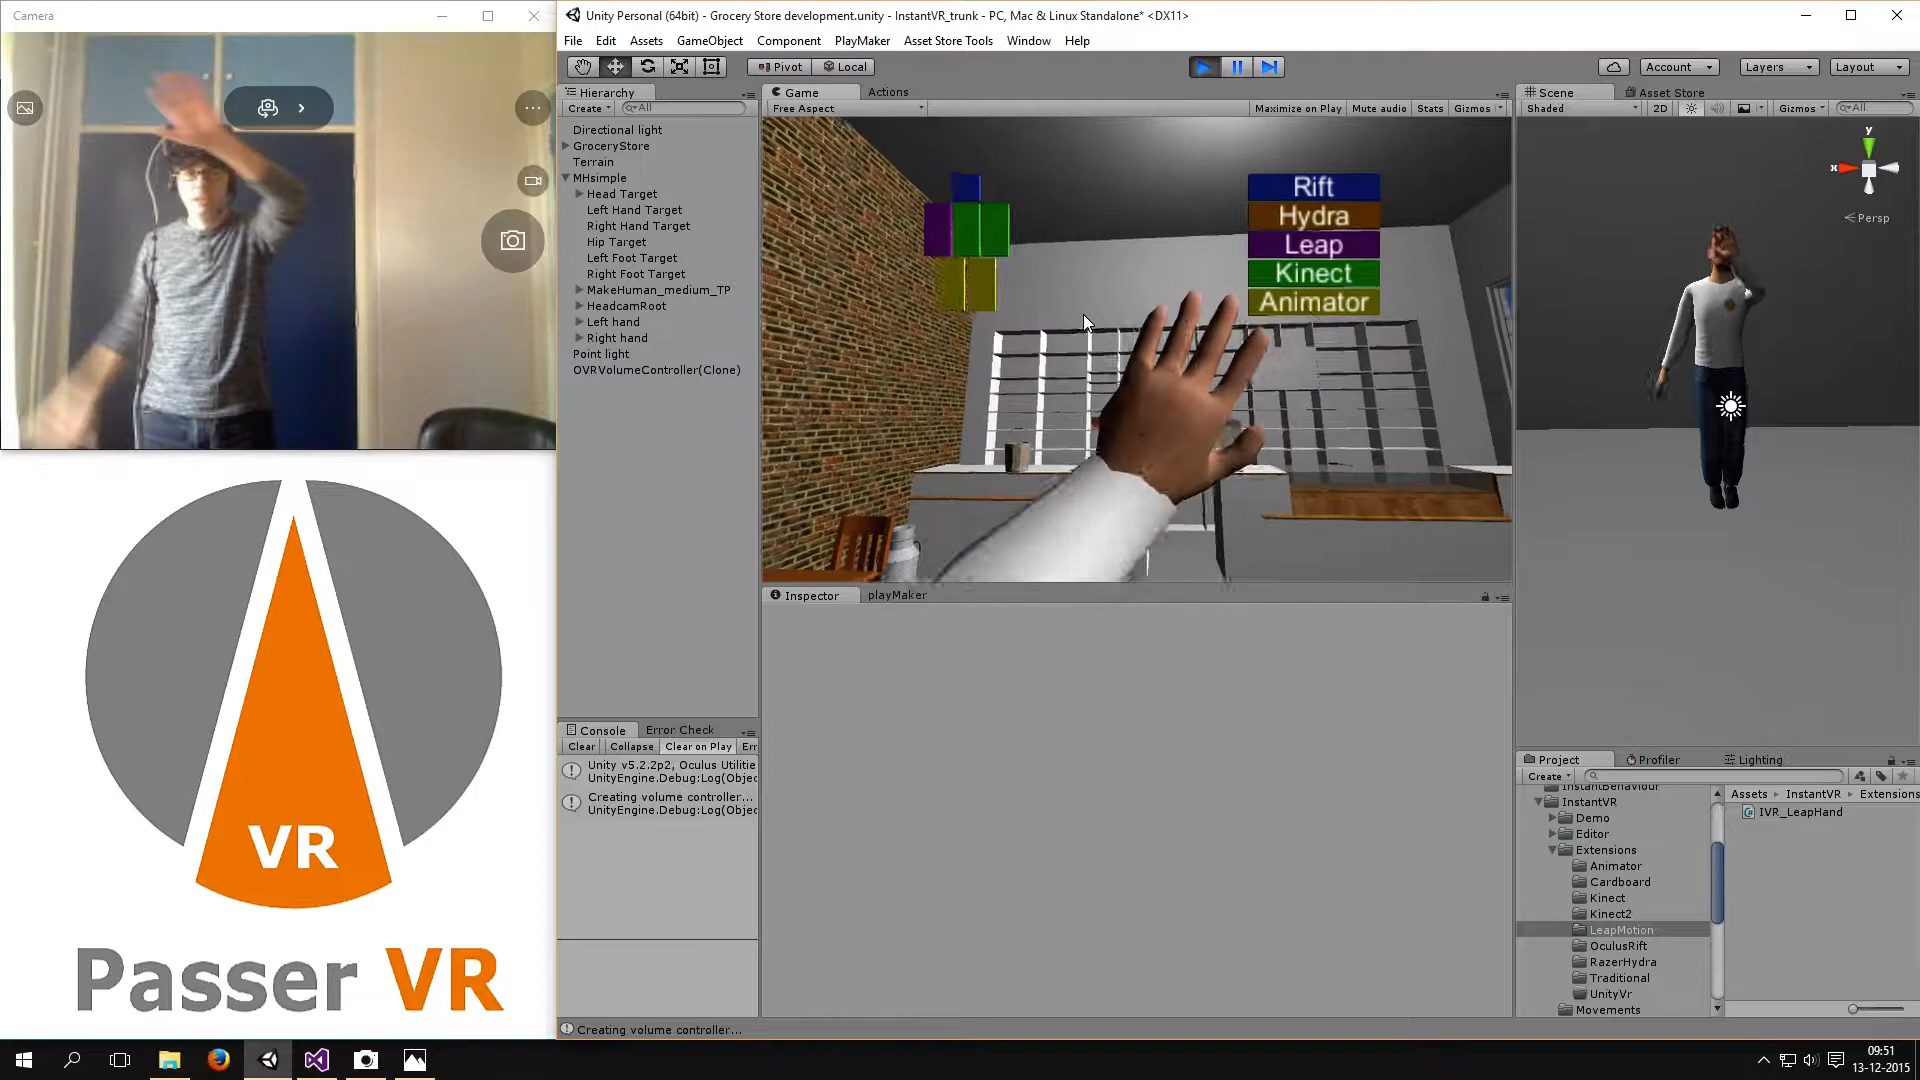 Camera
VR
Passer VR
Unity Personal (64bit) - Grocery Store development.unity - InstantVR_trunk - PC, Mac & Linux Standalone* <DX11>
File Edit Assets GameObject Component PlayMaker Asset Store Tools Window Help
Pivot Local
Account Layers Layout
Hierarchy
Create All
Directional light
GroceryStore
Terrain
MHsimple
Head Target
Left Hand Target
Right Hand Target
Hip Target
Left Foot Target
Right Foot Target
MakeHuman_medium_TP
HeadcamRoot
Left hand
Right hand
Point light
OVRVolumeController(Clone)
Console Error Check
Clear Collapse Clear on Play Err
Unity v5.2.2p2, Oculus Utilitie
UnityEngine.Debug:Log(Objec
Creating volume controller...
UnityEngine.Debug:Log(Objec
Game Actions
Free Aspect Maximize on Play Mute audio Stats Gizmos
Rift
Hydra
Leap
Kinect
Animator
Inspector playMaker
Scene Asset Store
Shaded 2D Gizmos All
y
x
Persp
Project Profiler Lighting
Create
InstantBehaviour
InstantVR
Demo
Editor
Extensions
Animator
Cardboard
Kinect
Kinect2
LeapMotion
OculusRift
RazerHydra
Traditional
UnityVr
Movements
Assets InstantVR Extensions
IVR_LeapHand
Creating volume controller...
09:51
13-12-2015